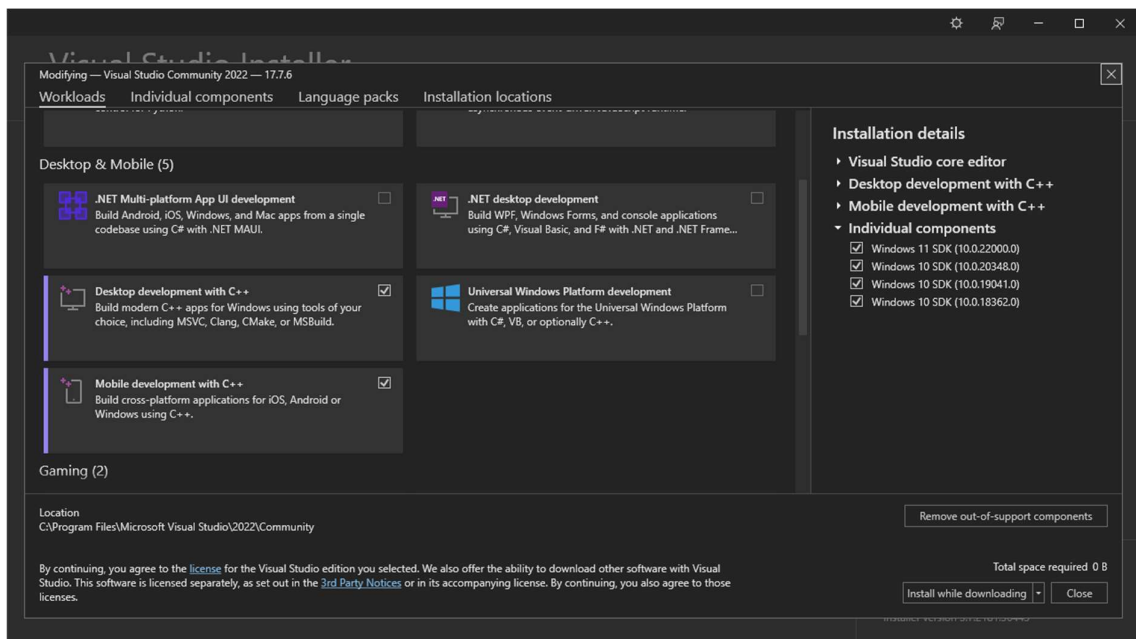 Visual Studio Installer
Modifying — Visual Studio Community 2022 — 17.7.6
Workloads Individual components Language packs Installation locations
Desktop & Mobile (5)
.NET Multi-platform App UI development
Build Android, iOS, Windows, and Mac apps from a single
codebase using C# with .NET MAUI.
NET
.NET desktop development
Build WPF, Windows Forms, and console applications
using C#, Visual Basic, and F# with .NET and .NET Frame...
Desktop development with C++
Build modern C++ apps for Windows using tools of your
choice, including MSVC, Clang, CMake, or MSBuild.
Universal Windows Platform development
Create applications for the Universal Windows Platform
with C#, VB, or optionally C++.
Mobile development with C++
Build cross-platform applications for iOS, Android or
Windows using C++.
Gaming (2)
Installation details
Visual Studio core editor
Desktop development with C++
Mobile development with C++
Individual components
Windows 11 SDK (10.0.22000.0)
Windows 10 SDK (10.0.20348.0)
Windows 10 SDK (10.0.19041.0)
Windows 10 SDK (10.0.18362.0)
Location
C:\Program Files\Microsoft Visual Studio\2022\Community
Remove out-of-support components
By continuing, you agree to the license for the Visual Studio edition you selected. We also offer the ability to download other software with Visual
Studio. This software is licensed separately, as set out in the 3rd Party Notices or in its accompanying license. By continuing, you also agree to those
licenses.
Total space required 0 B
Install while downloading
Close